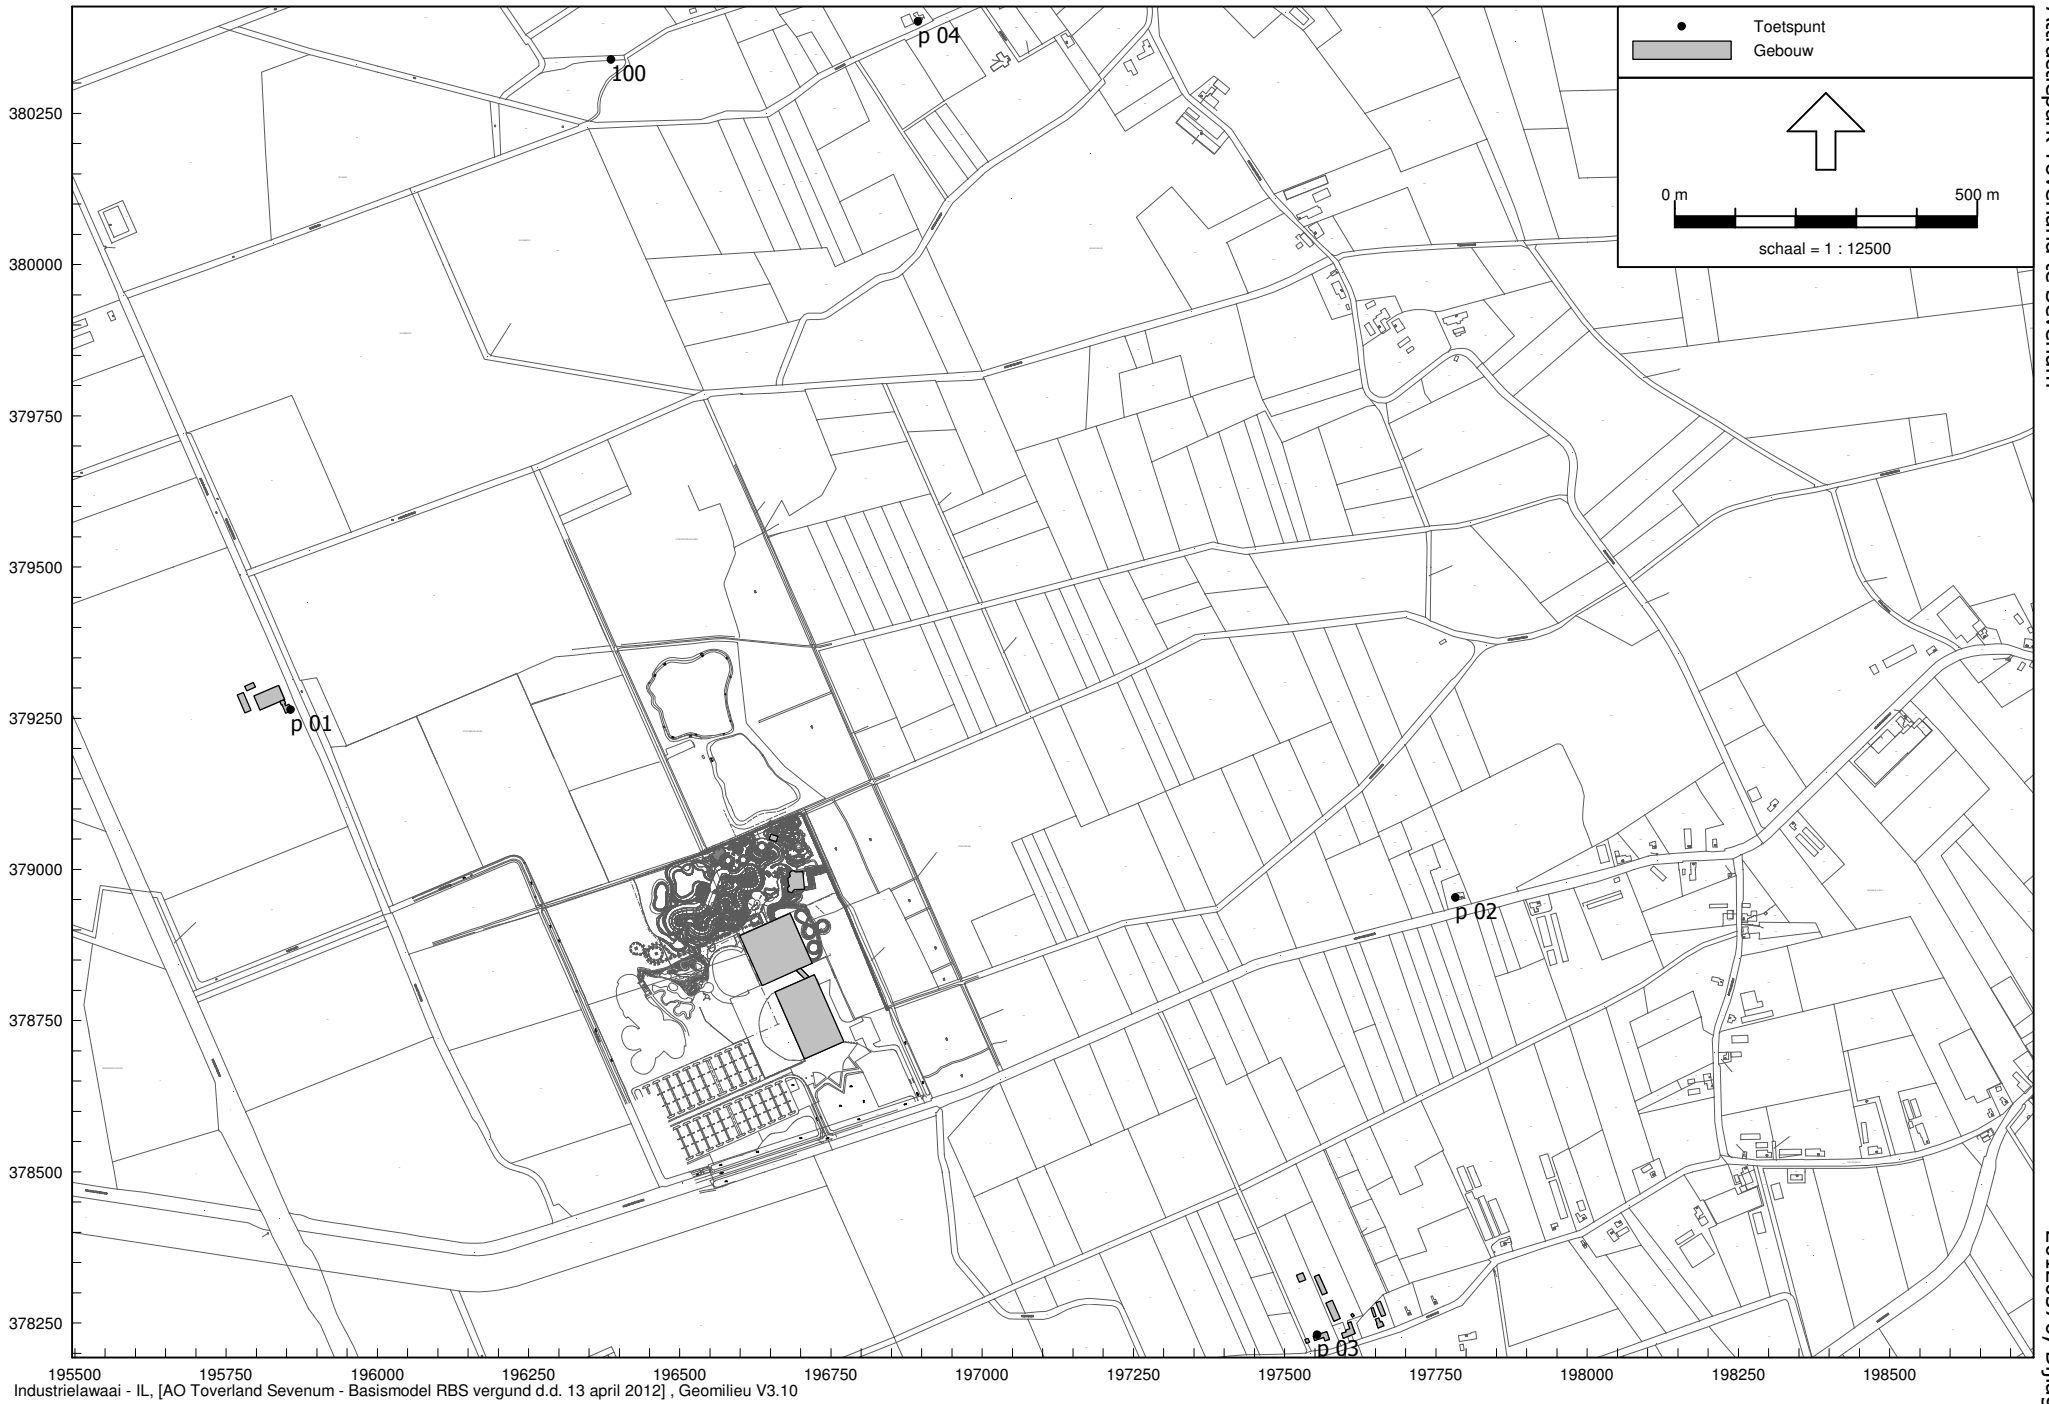 Toetspunt
Gebouw
0 m
500 m
schaal = 1 : 12500
p 04
100
p 01
p 02
p 03
380250
380000
379750
379500
379250
379000
378750
378500
378250
195500
195750
196000
196250
196500
196750
197000
197250
197500
197750
198000
198250
198500
Industrielawaai - IL, [AO Toverland Sevenum - Basismodel RBS vergund d.d. 13 april 2012] , Geomilieu V3.10